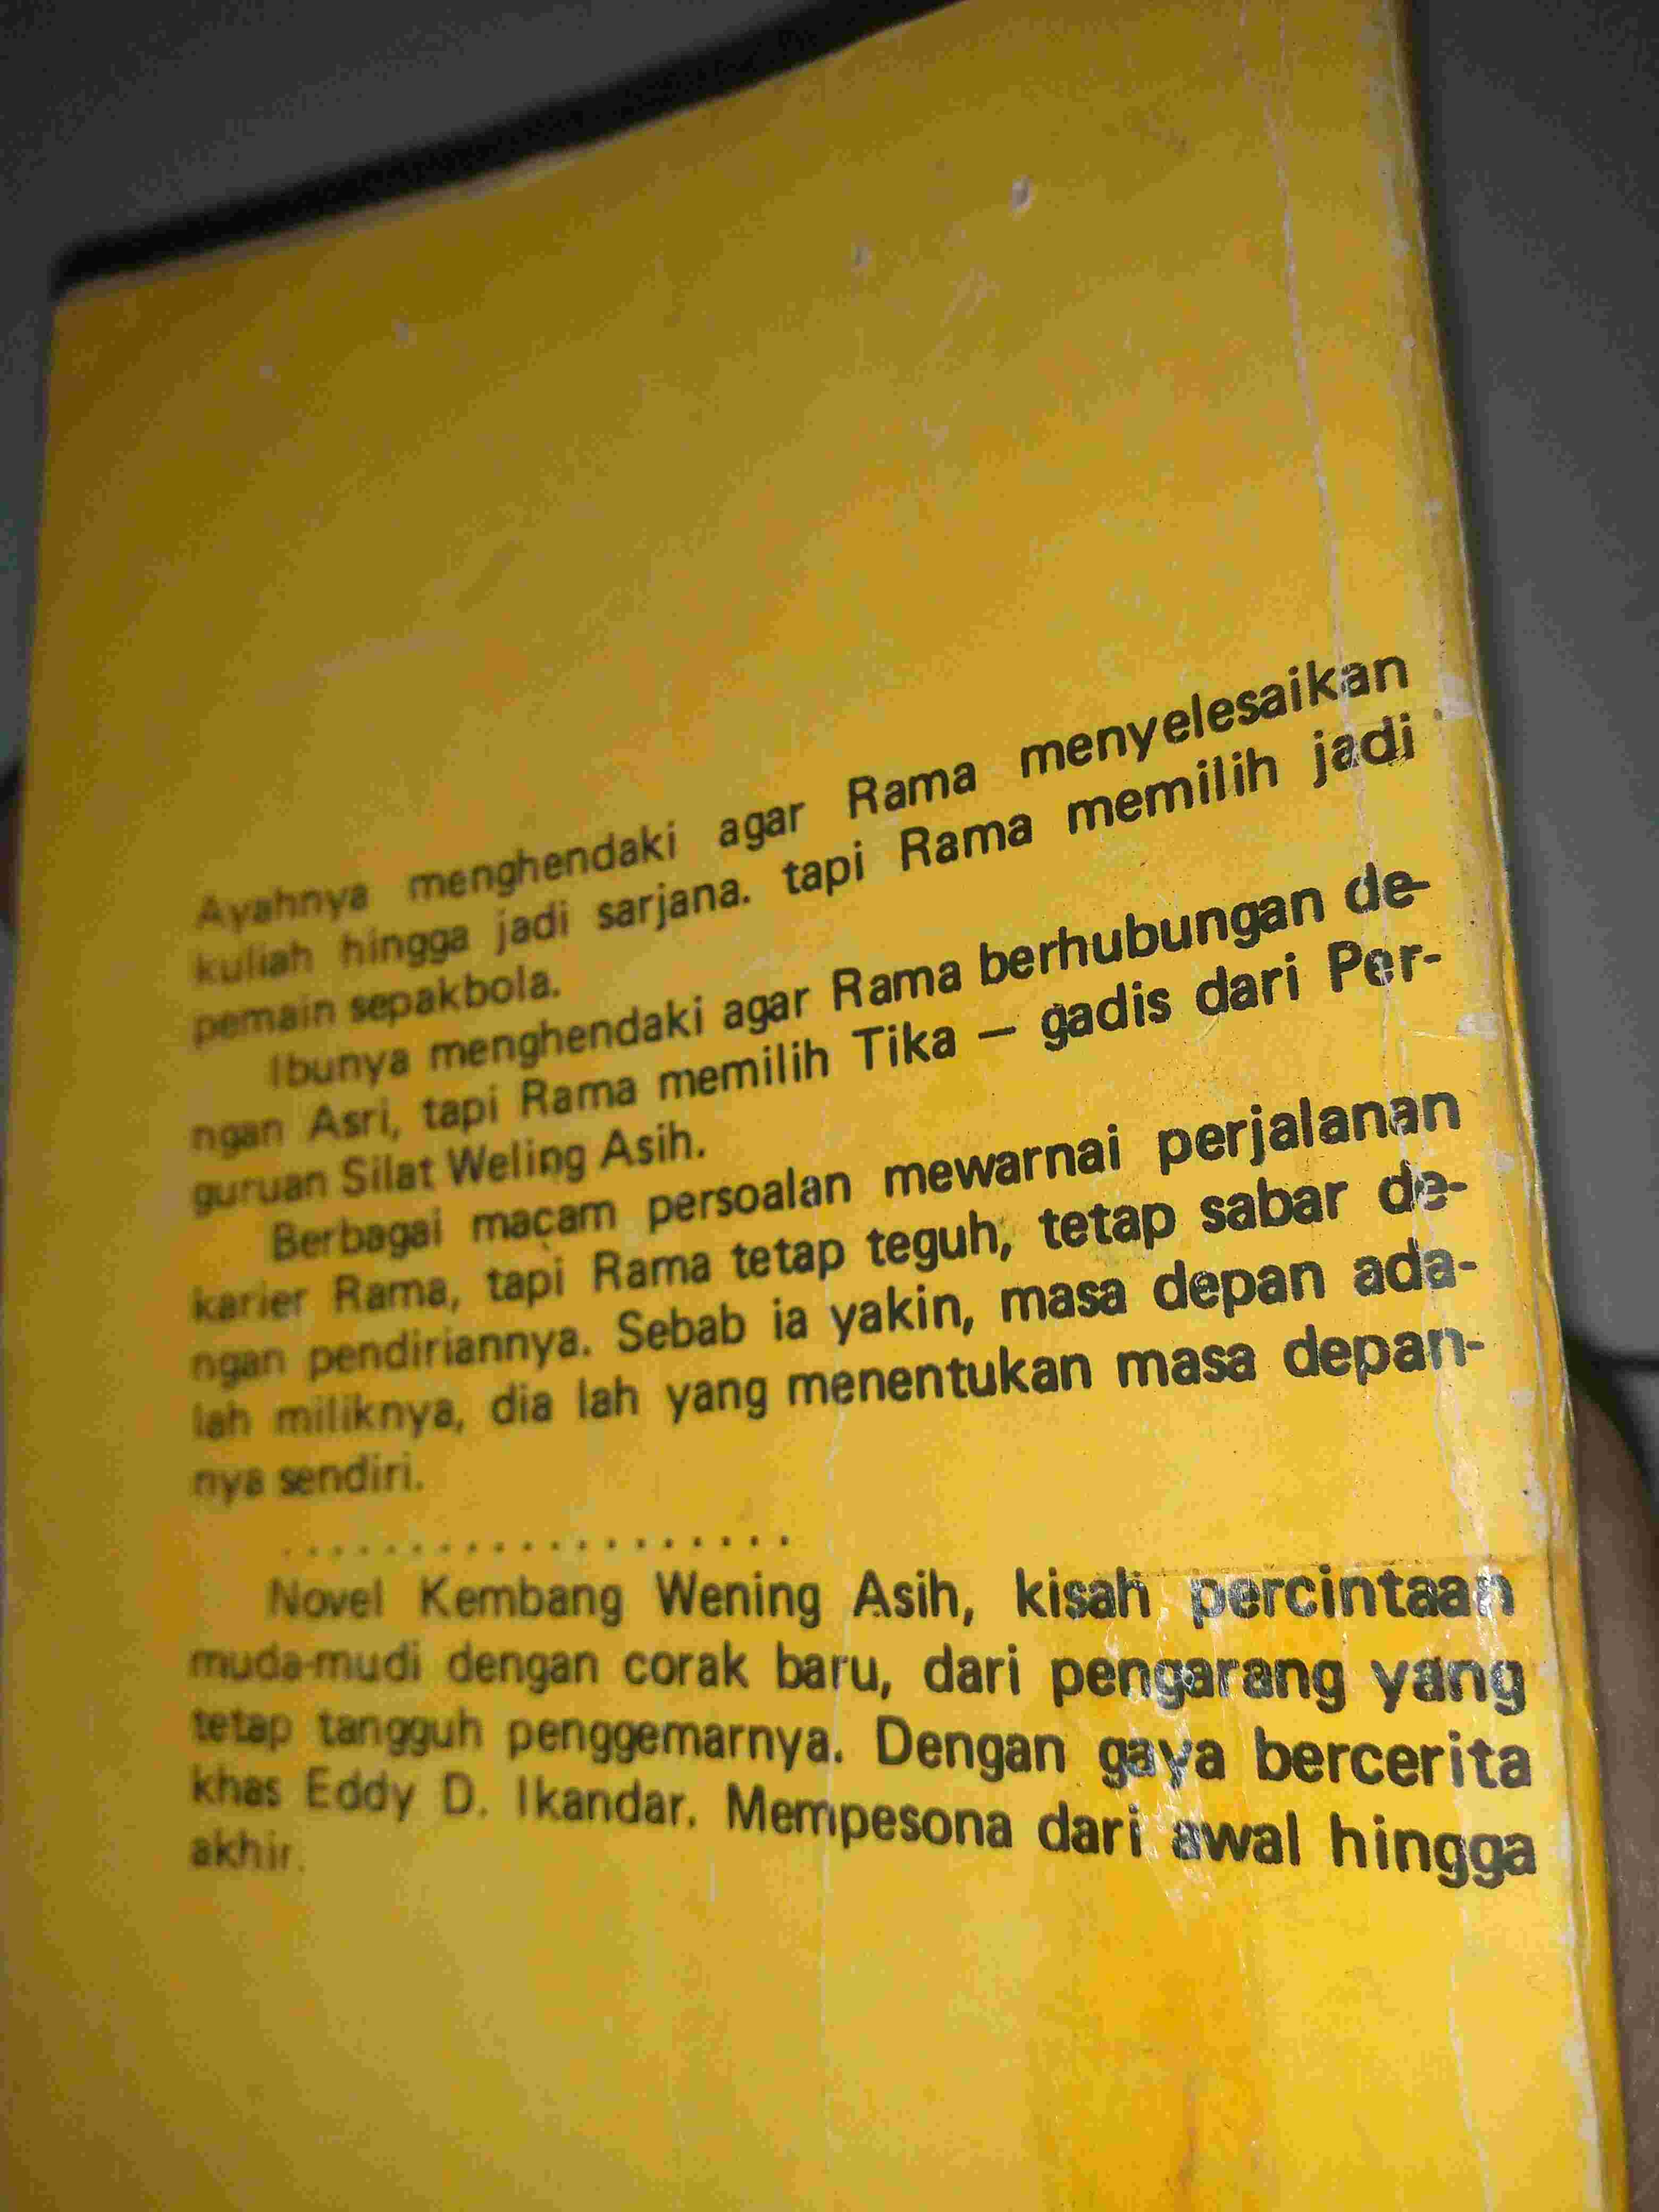 Ayahnya menghendaki agar Rama menyelesaikan
kuliah hingga jadi sarjana. tapi Rama memilih jadi
pemain sepakbola.
Ibunya menghendaki agar Rama berhubungan de-
ngan Asri, tapi Rama memilih Tika – gadis dari Per-
guruan Silat Weling Asih.
Berbagai macam persoalan mewarnai perjalanan
karier Rama, tapi Rama tetap teguh, tetap sabar de-
ngan pendiriannya. Sebab ia yakin, masa depan ada-
lah miliknya, dia lah yang menentukan masa depan-
nya sendiri.
. . . . . . . . . . . . . . . . . . . .
Novel Kembang Wening Asih, kisah percintaan
muda-mudi dengan corak baru, dari pengarang yang
tetap tangguh penggemarnya. Dengan gaya bercerita
khas Eddy D. Ikandar. Mempesona dari awal hingga
akhir.